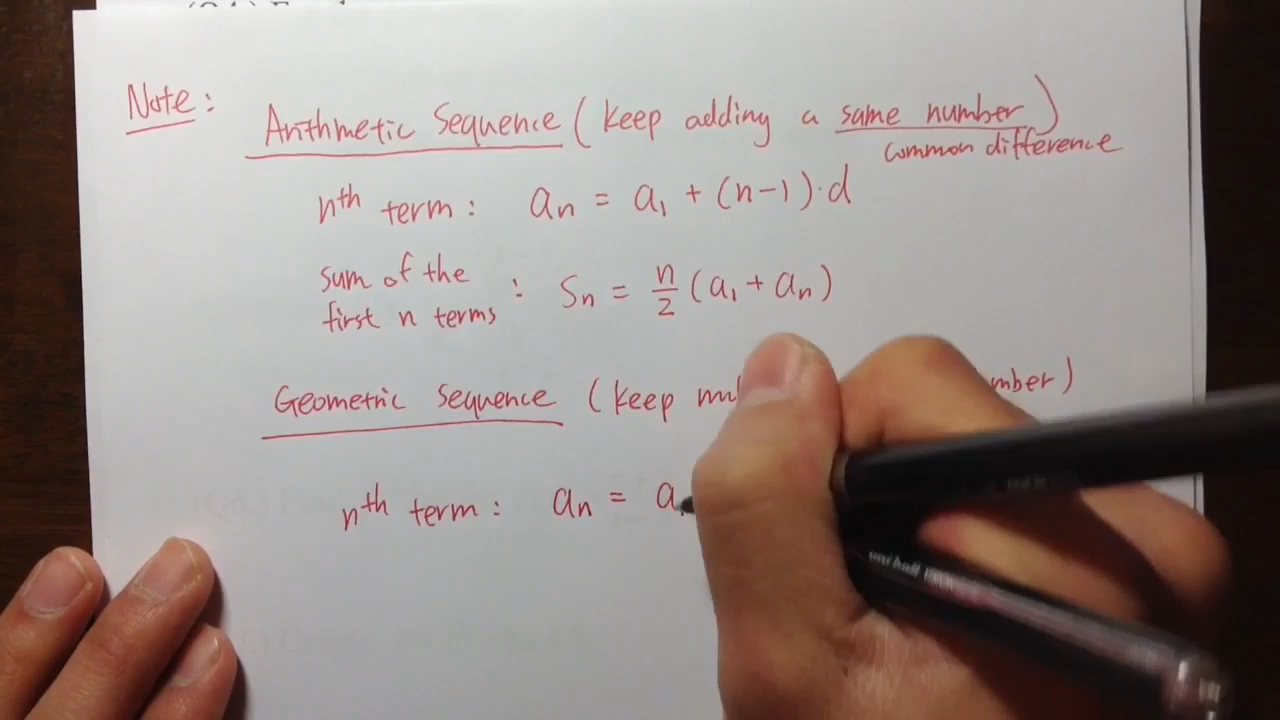 Note:
Arithmetic Sequence (keep adding a same number)
common difference
nth term: an = a1 + (n-1)·d
sum of the
first n terms : Sn = n/2 (a1 + an)
Geometric Sequence (keep
nth term: an = a